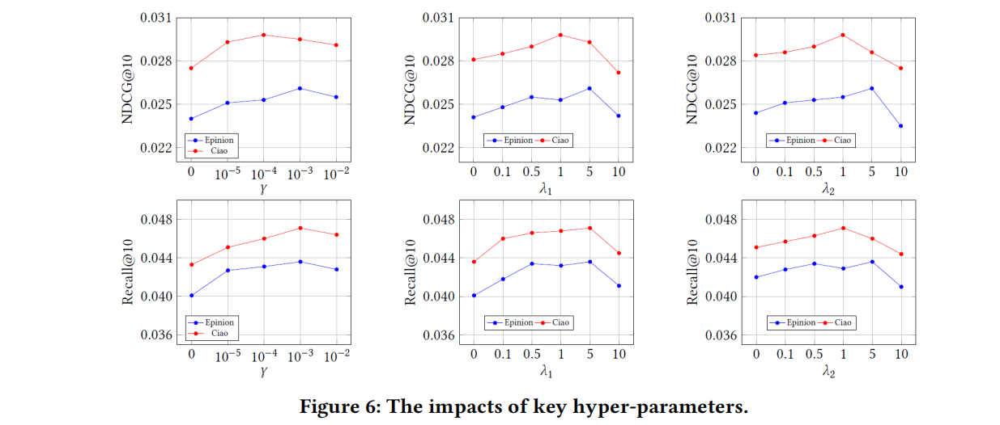 0.031
0.028
0.025
0.022
NDCG@10
Epinion
Ciao
0 10⁻⁵ 10⁻⁴ 10⁻³ 10⁻²
γ
0.031
0.028
0.025
0.022
NDCG@10
Epinion Ciao
0 0.1 0.5 1 5 10
λ₁
0.031
0.028
0.025
0.022
NDCG@10
Epinion Ciao
0 0.1 0.5 1 5 10
λ₂
0.048
0.044
0.040
0.036
Recall@10
Epinion
Ciao
0 10⁻⁵ 10⁻⁴ 10⁻³ 10⁻²
γ
0.048
0.044
0.040
0.036
Recall@10
Epinion Ciao
0 0.1 0.5 1 5 10
λ₁
0.048
0.044
0.040
0.036
Recall@10
Epinion Ciao
0 0.1 0.5 1 5 10
λ₂
Figure 6: The impacts of key hyper-parameters.